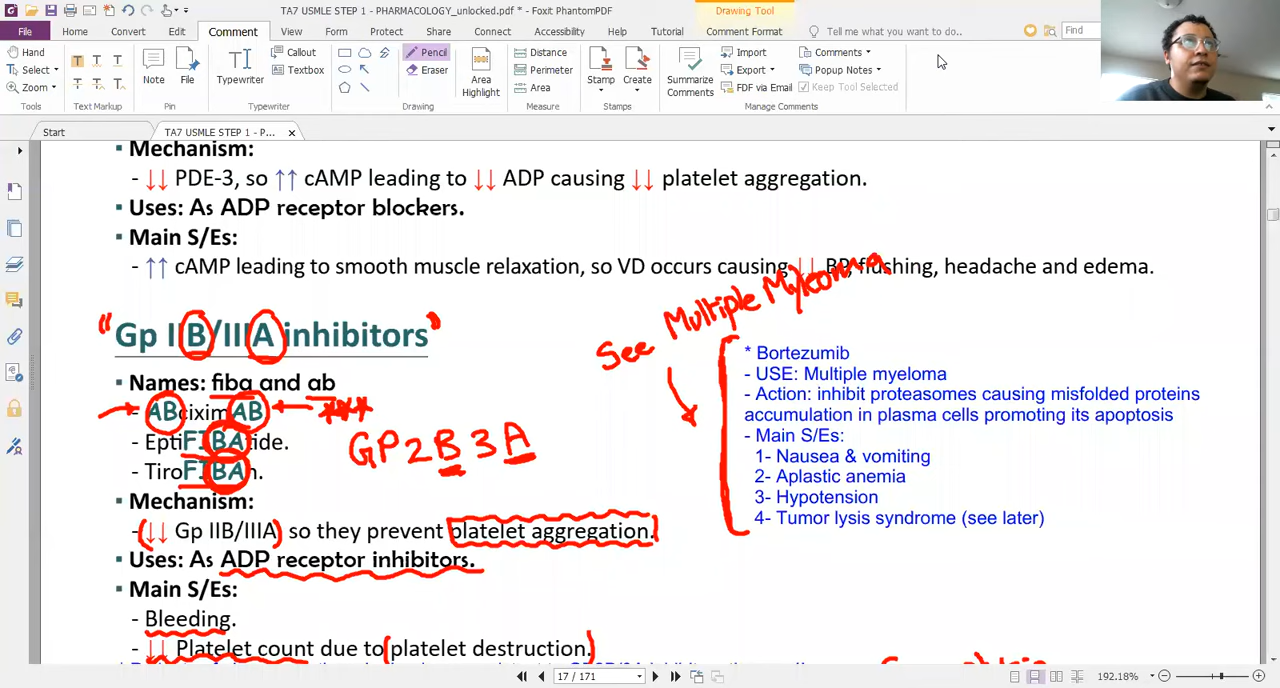 TA7 USMLE STEP 1 - PHARMACOLOGY_unlocked.pdf * - Foxit PhantomPDF
Drawing Tool
File Home Convert Edit Comment View Form Protect Share Connect Accessibility Help Tutorial Comment Format Tell me what you want to do.. Find
Hand
Select
Zoom
Tools
Text Markup
Note
File
Pin
Typewriter
Callout
Textbox
Typewriter
Pencil
Eraser
Drawing
Area
Highlight
Distance
Perimeter
Area
Measure
Stamp
Create
Stamps
Summarize
Comments
Import
Export
FDF via Email
Comments
Popup Notes
Keep Tool Selected
Manage Comments
Start
TA7 USMLE STEP 1 - P...
Mechanism:
- ↓↓ PDE-3, so ↑↑ cAMP leading to ↓↓ ADP causing ↓↓ platelet aggregation.
Uses: As ADP receptor blockers.
Main S/Es:
- ↑↑ cAMP leading to smooth muscle relaxation, so VD occurs causing ↓↓ BP, flushing, headache and edema.
"Gp IIB/IIIA inhibitors"
Names: fiba and ab
- ABciximAB
- EptiFIBAtide.
- TiroFIBAn.
GP2B3A
Mechanism:
- ↓↓ Gp IIB/IIIA so they prevent platelet aggregation.
Uses: As ADP receptor inhibitors.
Main S/Es:
- Bleeding.
- ↓↓ Platelet count due to platelet destruction.
See Multiple Myeloma
* Bortezumib
- USE: Multiple myeloma
- Action: inhibit proteasomes causing misfolded proteins
accumulation in plasma cells promoting its apoptosis
- Main S/Es:
1- Nausea & vomiting
2- Aplastic anemia
3- Hypotension
4- Tumor lysis syndrome (see later)
17 / 171
192.18%